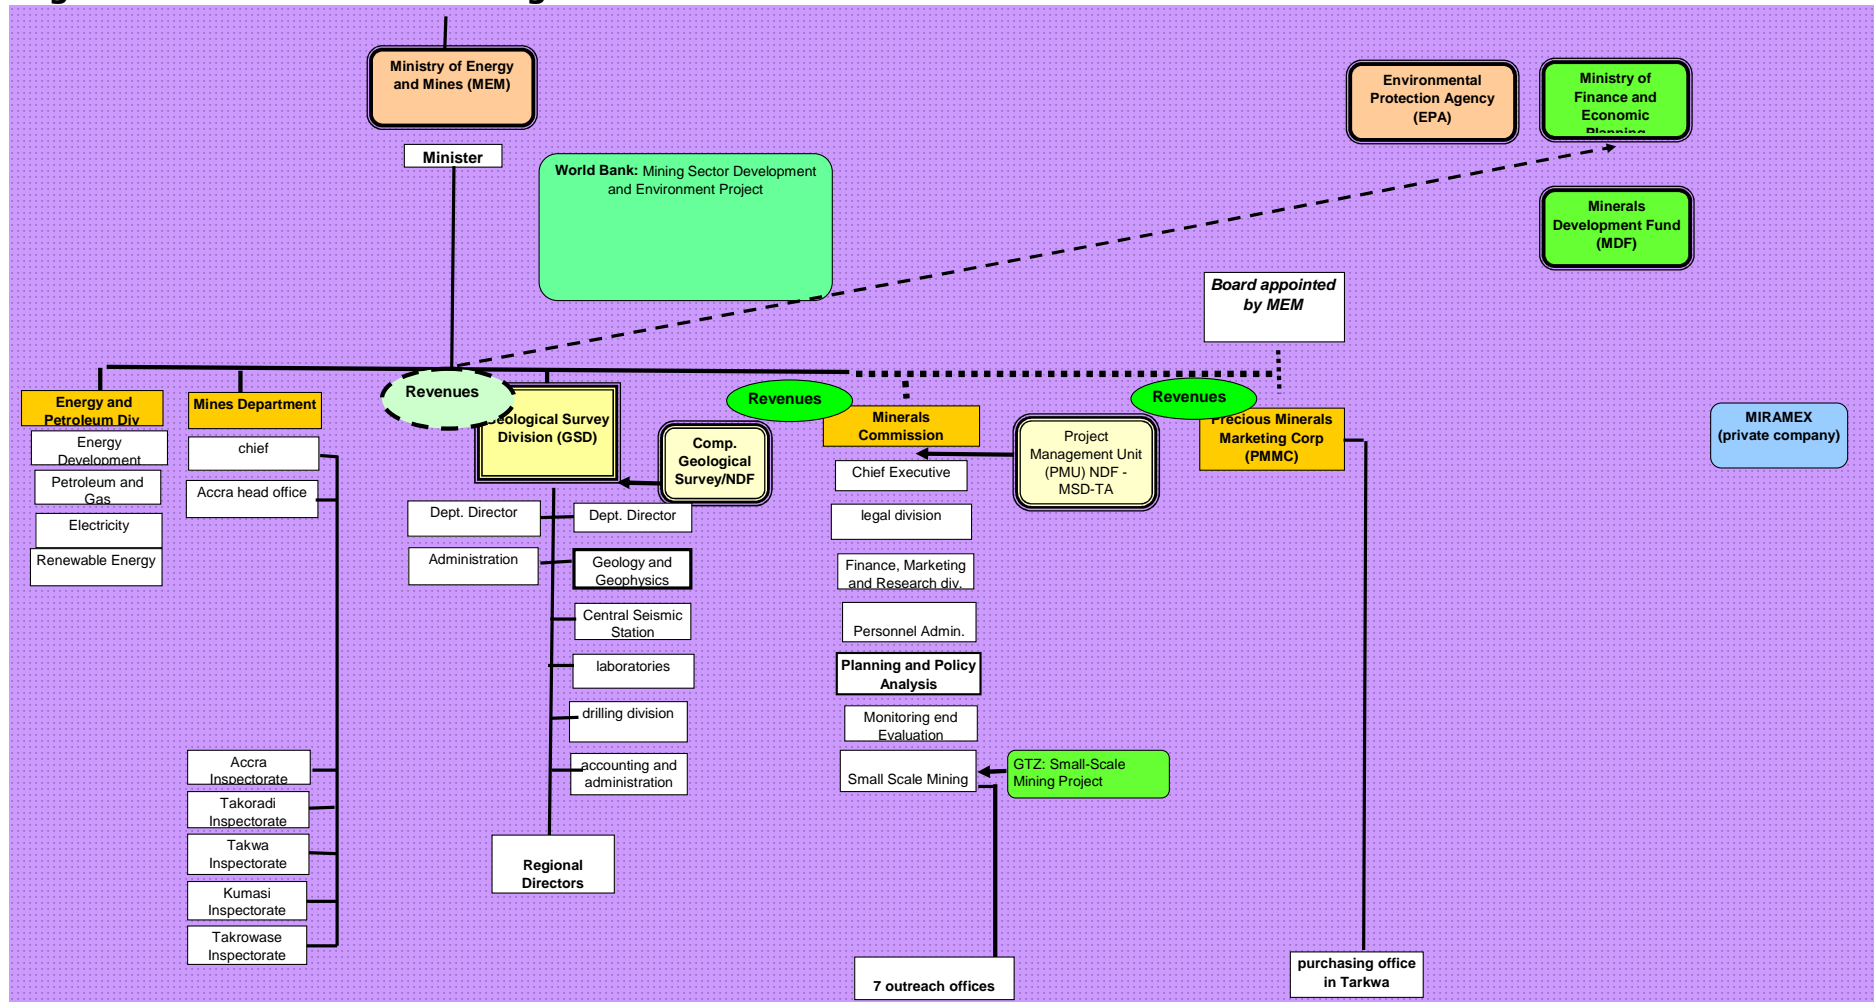 Ministry of Energy
and Mines (MEM)
Environmental
Protection Agency
(EPA)
Ministry of
Finance and
Economic
Planning
Minister
World Bank: Mining Sector Development
and Environment Project
Minerals
Development Fund
(MDF)
Board appointed
by MEM
Revenues
Revenues
Revenues
Energy and
Petroleum Div
Energy
Development
Petroleum and
Gas
Electricity
Renewable Energy
Mines Department
chief
Accra head office
Accra
Inspectorate
Takoradi
Inspectorate
Takwa
Inspectorate
Kumasi
Inspectorate
Takrowase
Inspectorate
Geological Survey
Division (GSD)
Comp.
Geological
Survey/NDF
Dept. Director
Dept. Director
Administration
Geology and
Geophysics
Central Seismic
Station
laboratories
drilling division
accounting and
administration
Regional
Directors
Minerals
Commission
Chief Executive
legal division
Finance, Marketing
and Research div.
Personnel Admin.
Planning and Policy
Analysis
Monitoring end
Evaluation
Small Scale Mining
GTZ: Small-Scale
Mining Project
7 outreach offices
Project
Management Unit
(PMU) NDF -
MSD-TA
Precious Minerals
Marketing Corp
(PMMC)
purchasing office
in Tarkwa
MIRAMEX
(private company)